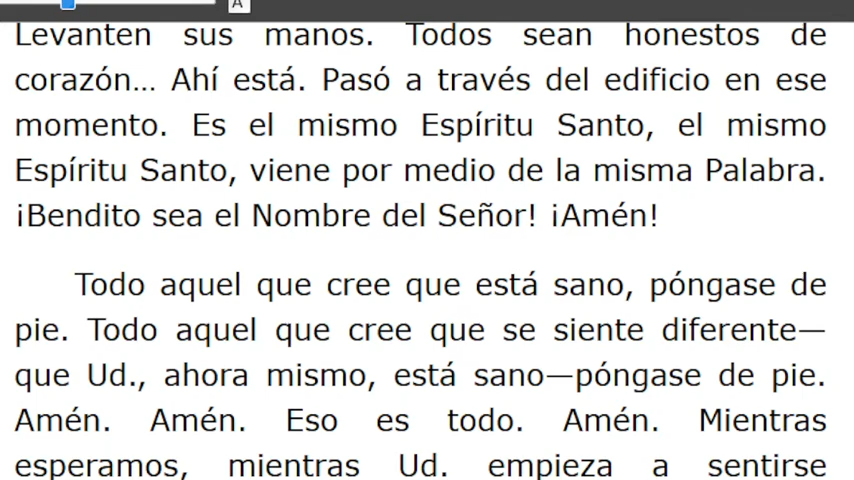 A
Levanten sus manos. Todos sean honestos de
corazón... Ahí está. Pasó a través del edificio en ese
momento. Es el mismo Espíritu Santo, el mismo
Espíritu Santo, viene por medio de la misma Palabra.
¡Bendito sea el Nombre del Señor! ¡Amén!
Todo aquel que cree que está sano, póngase de
pie. Todo aquel que cree que se siente diferente—
que Ud., ahora mismo, está sano—póngase de pie.
Amén. Amén. Eso es todo. Amén. Mientras
esperamos, mientras Ud. empieza a sentirse